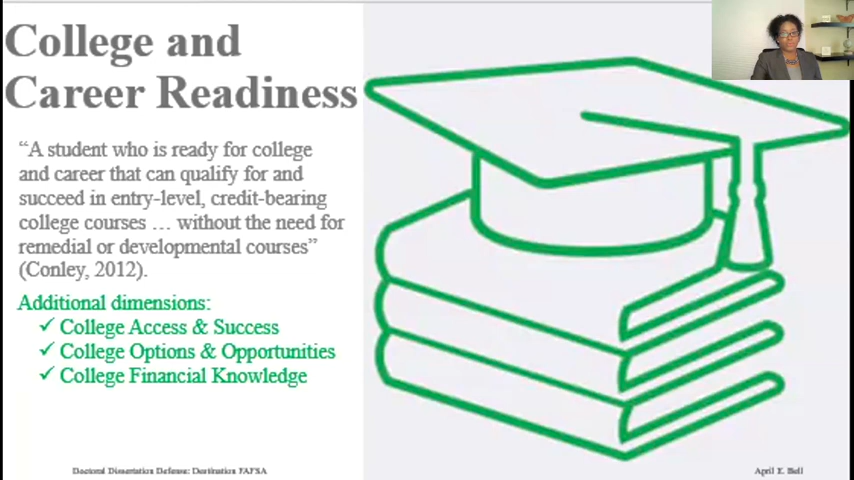 College and
Career Readiness
“A student who is ready for college
and career that can qualify for and
succeed in entry-level, credit-bearing
college courses … without the need for
remedial or developmental courses”
(Conley, 2012).
Additional dimensions:
✓ College Access & Success
✓ College Options & Opportunities
✓ College Financial Knowledge
Doctoral Dissertation Defense: Destination FAFSA
April E. Bell